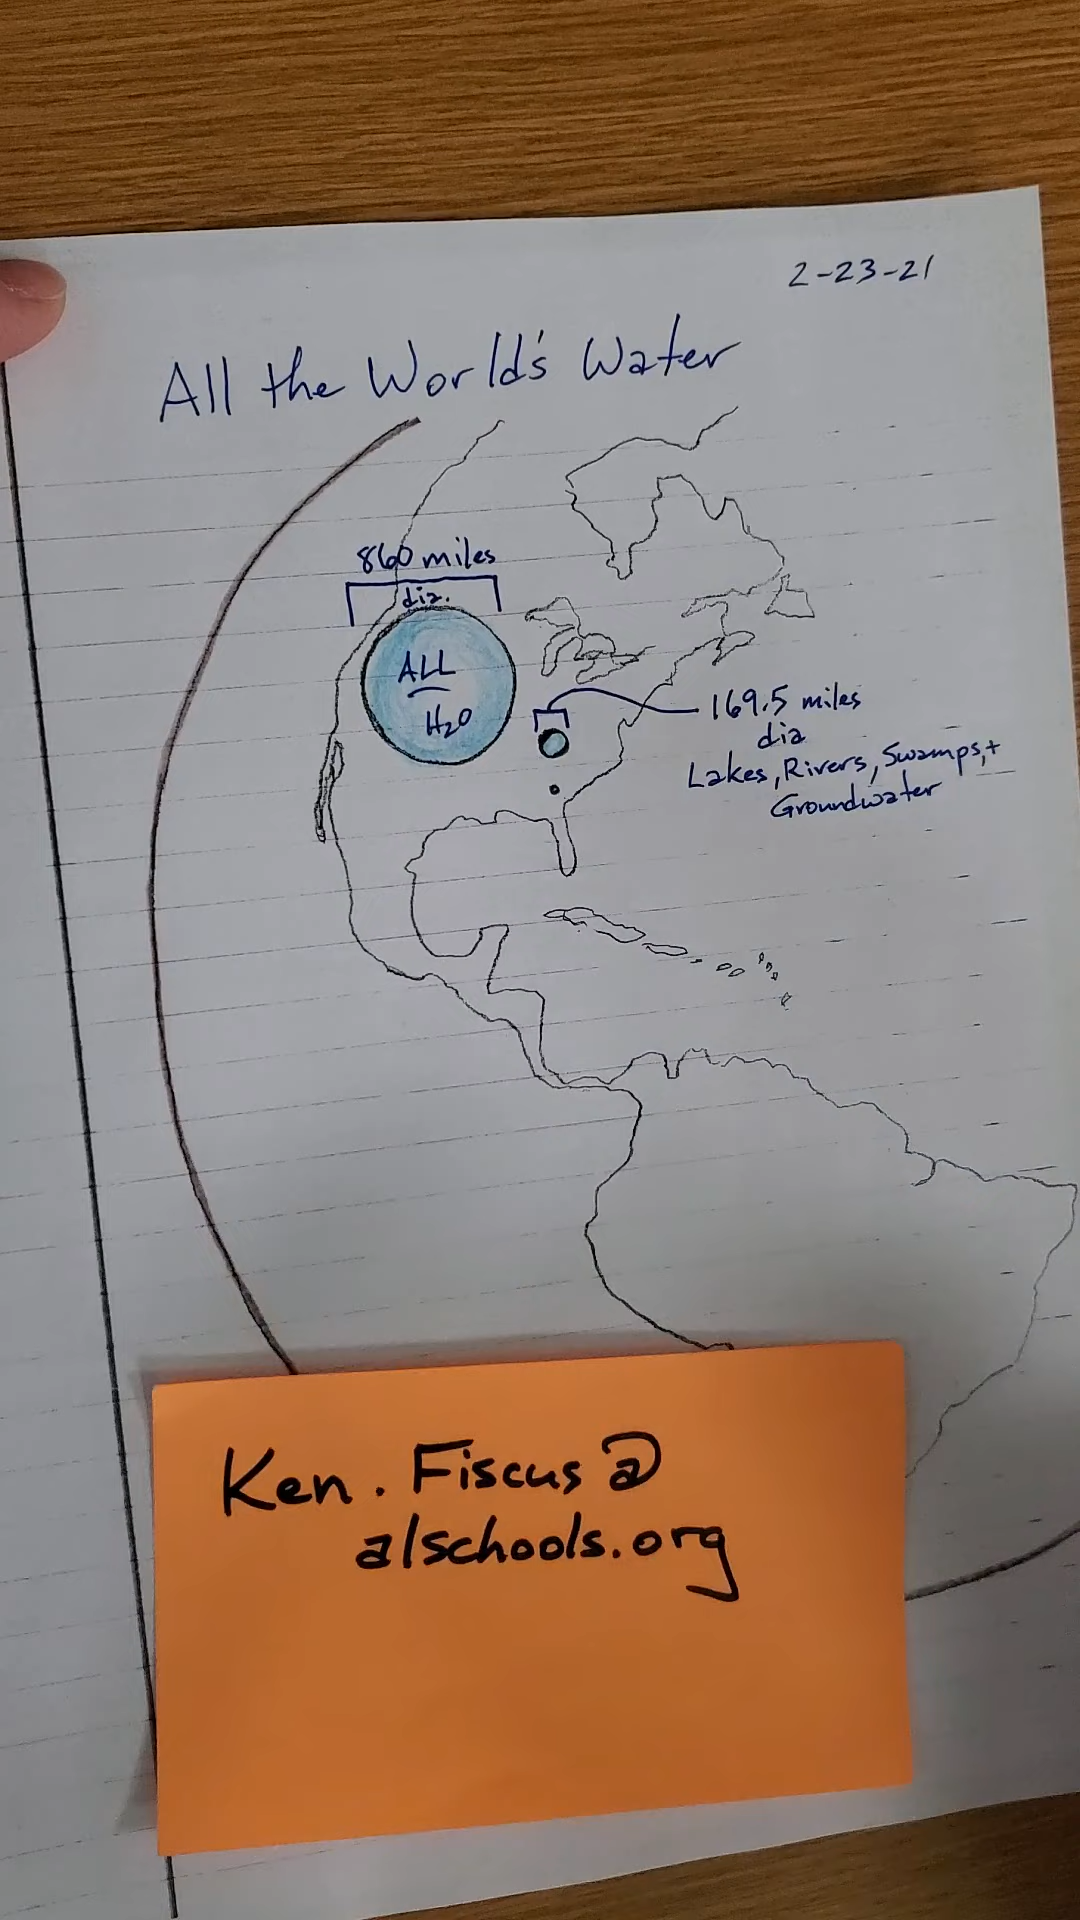 2-23-21
All the World's Water
860 miles
dia.
ALL
H2O
169.5 miles
dia
Lakes, Rivers, Swamps, +
Groundwater
Ken.Fiscus@
alschools.org